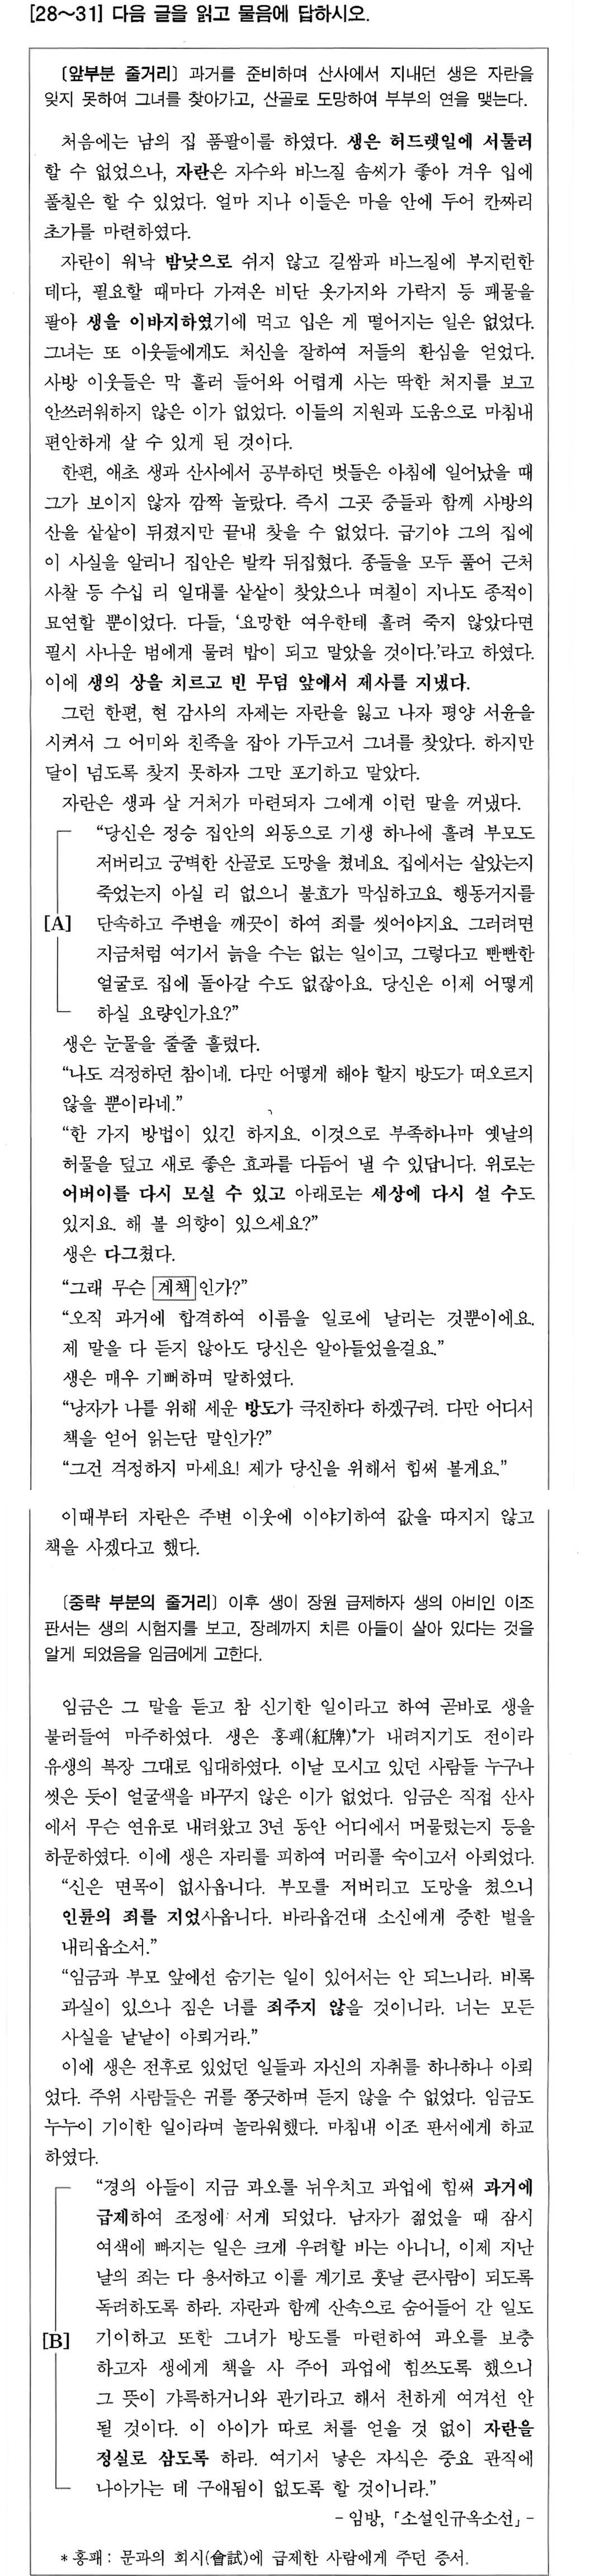 [28~31] 다음 글을 읽고 물음에 답하시오.
(앞부분 줄거리) 과거를 준비하며 산사에서 지내던 생은 자란을
잊지 못하여 그녀를 찾아가고, 산골로 도망하여 부부의 연을 맺는다.
처음에는 남의 집 품팔이를 하였다. 생은 허드렛일에 서툴러
할 수 없었으나, 자란은 자수와 바느질 솜씨가 좋아 겨우 입에
풀칠은 할 수 있었다. 얼마 지나 이들은 마을 안에 두어 칸짜리
초가를 마련하였다.
자란이 워낙 밤낮으로 쉬지 않고 길쌈과 바느질에 부지런한
데다, 필요할 때마다 가져온 비단 옷가지와 가락지 등 패물을
팔아 생을 이바지하였기에 먹고 입은 게 떨어지는 일은 없었다.
그녀는 또 이웃들에게도 처신을 잘하여 저들의 환심을 얻었다.
사방 이웃들은 막 흘러 들어와 어렵게 사는 딱한 처지를 보고
안쓰러워하지 않은 이가 없었다. 이들의 지원과 도움으로 마침내
편안하게 살 수 있게 된 것이다.
한편, 애초 생과 산사에서 공부하던 벗들은 아침에 일어났을 때
그가 보이지 않자 깜짝 놀랐다. 즉시 그곳 중들과 함께 사방의
산을 샅샅이 뒤졌지만 끝내 찾을 수 없었다. 급기야 그의 집에
이 사실을 알리니 집안은 발칵 뒤집혔다. 종들을 모두 풀어 근처
사찰 등 수십 리 일대를 샅샅이 찾았으나 며칠이 지나도 종적이
묘연할 뿐이었다. 다들, ‘요망한 여우한테 홀려 죽지 않았다면
필시 사나운 범에게 물려 밥이 되고 말았을 것이다.’라고 하였다.
이에 생의 상을 치르고 빈 무덤 앞에서 제사를 지냈다.
그런 한편, 현 감사의 자제는 자란을 잃고 나자 평양 서윤을
시켜서 그 어미와 친족을 잡아 가두고서 그녀를 찾았다. 하지만
달이 넘도록 찾지 못하자 그만 포기하고 말았다.
자란은 생과 살 거처가 마련되자 그에게 이런 말을 꺼냈다.
“당신은 정승 집안의 외동으로 기생 하나에 홀려 부모도
저버리고 궁벽한 산골로 도망을 쳤네요. 집에서는 살았는지
죽었는지 아실 리 없으니 불효가 막심하고요. 행동거지를
[A] 단속하고 주변을 깨끗이 하여 죄를 씻어야지요. 그러려면
지금처럼 여기서 늙을 수는 없는 일이고, 그렇다고 빤빤한
얼굴로 집에 돌아갈 수도 없잖아요. 당신은 이제 어떻게
하실 요량인가요?”
생은 눈물을 줄줄 흘렸다.
“나도 걱정하던 참이네. 다만 어떻게 해야 할지 방도가 떠오르지
않을 뿐이라네.”
“한 가지 방법이 있긴 하지요. 이것으로 부족하나마 옛날의
허물을 덮고 새로 좋은 효과를 다듬어 낼 수 있답니다. 위로는
어버이를 다시 모실 수 있고 아래로는 세상에 다시 설 수도
있지요. 해 볼 의향이 있으세요?”
생은 다그쳤다.
“그래 무슨 계책인가?”
“오직 과거에 합격하여 이름을 일로에 날리는 것뿐이에요.
제 말을 다 듣지 않아도 당신은 알아들었을걸요.”
생은 매우 기뻐하며 말하였다.
“낭자가 나를 위해 세운 방도가 극진하다 하겠구려. 다만 어디서
책을 얻어 읽는단 말인가?”
“그건 걱정하지 마세요! 제가 당신을 위해서 힘써 볼게요.”
이때부터 자란은 주변 이웃에 이야기하여 값을 따지지 않고
책을 사겠다고 했다.
(중략 부분의 줄거리) 이후 생이 장원 급제하자 생의 아비인 이조
판서는 생의 시험지를 보고, 장례까지 치른 아들이 살아 있다는 것을
알게 되었음을 임금에게 고한다.
임금은 그 말을 듣고 참 신기한 일이라고 하여 곧바로 생을
불러들여 마주하였다. 생은 홍패(紅牌)*가 내려지기도 전이라
유생의 복장 그대로 입대하였다. 이날 모시고 있던 사람들 누구나
씻은 듯이 얼굴색을 바꾸지 않은 이가 없었다. 임금은 직접 산사
에서 무슨 연유로 내려왔고 3년 동안 어디에서 머물렀는지 등을
하문하였다. 이에 생은 자리를 피하여 머리를 숙이고서 아뢰었다.
“신은 면목이 없사옵니다. 부모를 저버리고 도망을 쳤으니
인륜의 죄를 지었사옵니다. 바라옵건대 소신에게 중한 벌을
내리옵소서.”
“임금과 부모 앞에선 숨기는 일이 있어서는 안 되느니라. 비록
과실이 있으나 짐은 너를 죄주지 않을 것이니라. 너는 모든
사실을 낱낱이 아뢰거라.”
이에 생은 전후로 있었던 일들과 자신의 자취를 하나하나 아뢰
었다. 주위 사람들은 귀를 쫑긋하며 듣지 않을 수 없었다. 임금도
누누이 기이한 일이라며 놀라워했다. 마침내 이조 판서에게 하교
하였다.
“경의 아들이 지금 과오를 뉘우치고 과업에 힘써 과거에
급제하여 조정에 서게 되었다. 남자가 젊었을 때 잠시
여색에 빠지는 일은 크게 우려할 바는 아니니, 이제 지난
날의 죄는 다 용서하고 이를 계기로 훗날 큰사람이 되도록
독려하도록 하라. 자란과 함께 산속으로 숨어들어 간 일도
[B] 기이하고 또한 그녀가 방도를 마련하여 과오를 보충
하고자 생에게 책을 사 주어 과업에 힘쓰도록 했으니
그 뜻이 갸륵하거니와 관기라고 해서 천하게 여겨선 안
될 것이다. 이 아이가 따로 처를 얻을 것 없이 자란을
정실로 삼도록 하라. 여기서 낳은 자식은 중요 관직에
나아가는 데 구애됨이 없도록 할 것이니라.”
- 임방, 「소설인규옥소선」 -
* 홍패 : 문과의 회시(會試)에 급제한 사람에게 주던 증서.